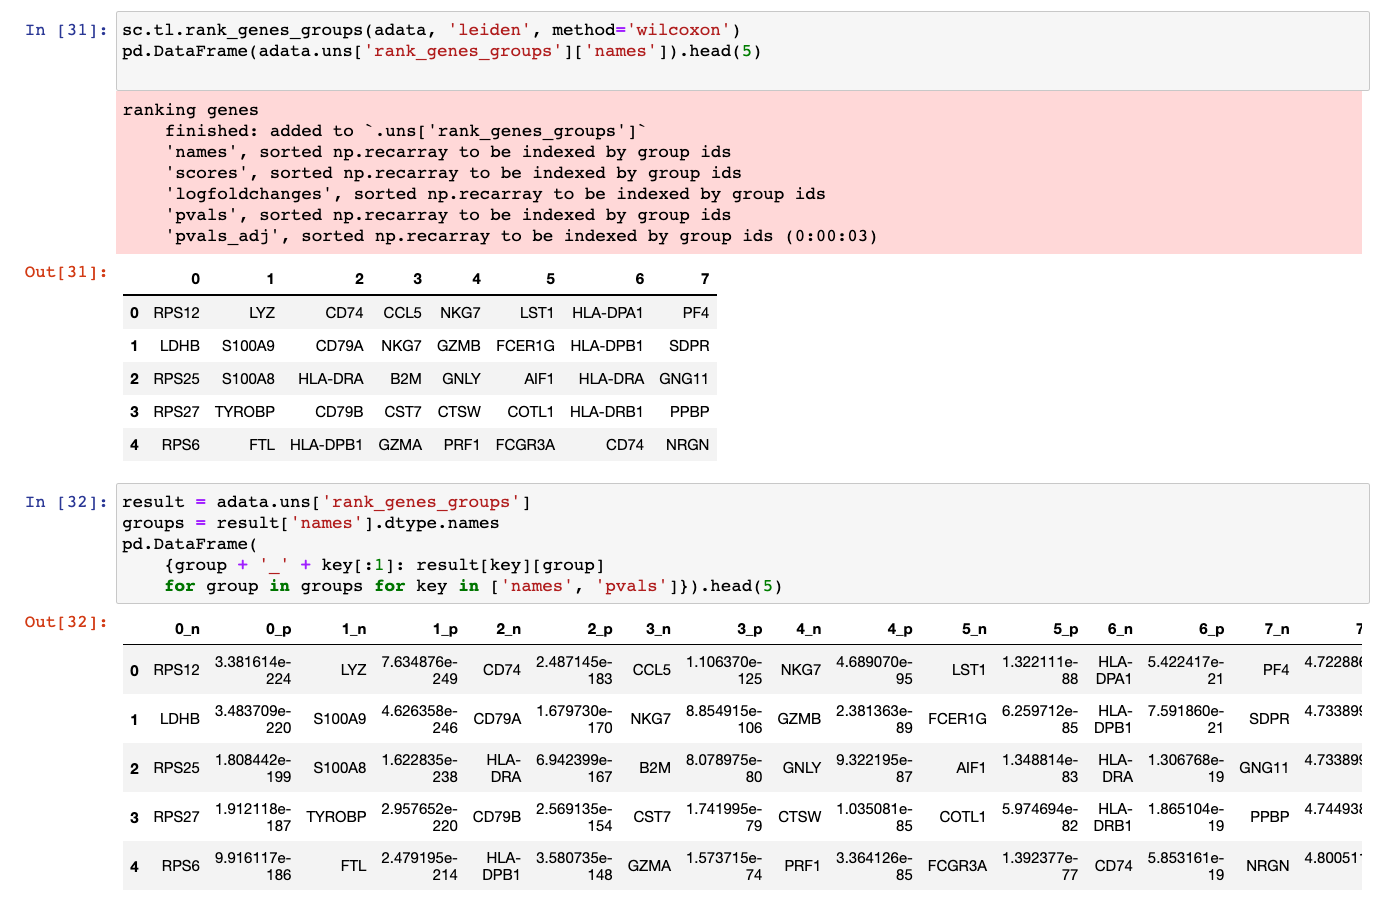 In [31]: sc.tl.rank_genes_groups(adata, 'leiden', method='wilcoxon')
pd.DataFrame(adata.uns['rank_genes_groups']['names']).head(5)
ranking genes
finished: added to `.uns['rank_genes_groups']`
'names', sorted np.recarray to be indexed by group ids
'scores', sorted np.recarray to be indexed by group ids
'logfoldchanges', sorted np.recarray to be indexed by group ids
'pvals', sorted np.recarray to be indexed by group ids
'pvals_adj', sorted np.recarray to be indexed by group ids (0:00:03)
Out[31]:
0 1 2 3 4 5 6 7
0 RPS12 LYZ CD74 CCL5 NKG7 LST1 HLA-DPA1 PF4
1 LDHB S100A9 CD79A NKG7 GZMB FCER1G HLA-DPB1 SDPR
2 RPS25 S100A8 HLA-DRA B2M GNLY AIF1 HLA-DRA GNG11
3 RPS27 TYROBP CD79B CST7 CTSW COTL1 HLA-DRB1 PPBP
4 RPS6 FTL HLA-DPB1 GZMA PRF1 FCGR3A CD74 NRGN
In [32]: result = adata.uns['rank_genes_groups']
groups = result['names'].dtype.names
pd.DataFrame(
{group + '_' + key[:1]: result[key][group]
for group in groups for key in ['names', 'pvals']}).head(5)
Out[32]:
0_n 0_p 1_n 1_p 2_n 2_p 3_n 3_p 4_n 4_p 5_n 5_p 6_n 6_p 7_n 7
0 RPS12 3.381614e-224 LYZ 7.634876e-249 CD74 2.487145e-183 CCL5 1.106370e-125 NKG7 4.689070e-95 LST1 1.322111e-88 HLA-DPA1 5.422417e-21 PF4 4.722886
1 LDHB 3.483709e-220 S100A9 4.626358e-246 CD79A 1.679730e-170 NKG7 8.854915e-106 GZMB 2.381363e-89 FCER1G 6.259712e-85 HLA-DPB1 7.591860e-21 SDPR 4.733899
2 RPS25 1.808442e-199 S100A8 1.622835e-238 HLA-DRA 6.942399e-167 B2M 8.078975e-80 GNLY 9.322195e-87 AIF1 1.348814e-83 HLA-DRA 1.306768e-19 GNG11 4.733899
3 RPS27 1.912118e-187 TYROBP 2.957652e-220 CD79B 2.569135e-154 CST7 1.741995e-79 CTSW 1.035081e-85 COTL1 5.974694e-82 HLA-DRB1 1.865104e-19 PPBP 4.744938
4 RPS6 9.916117e-186 FTL 2.479195e-214 HLA-DPB1 3.580735e-148 GZMA 1.573715e-74 PRF1 3.364126e-85 FCGR3A 1.392377e-77 CD74 5.853161e-19 NRGN 4.80051